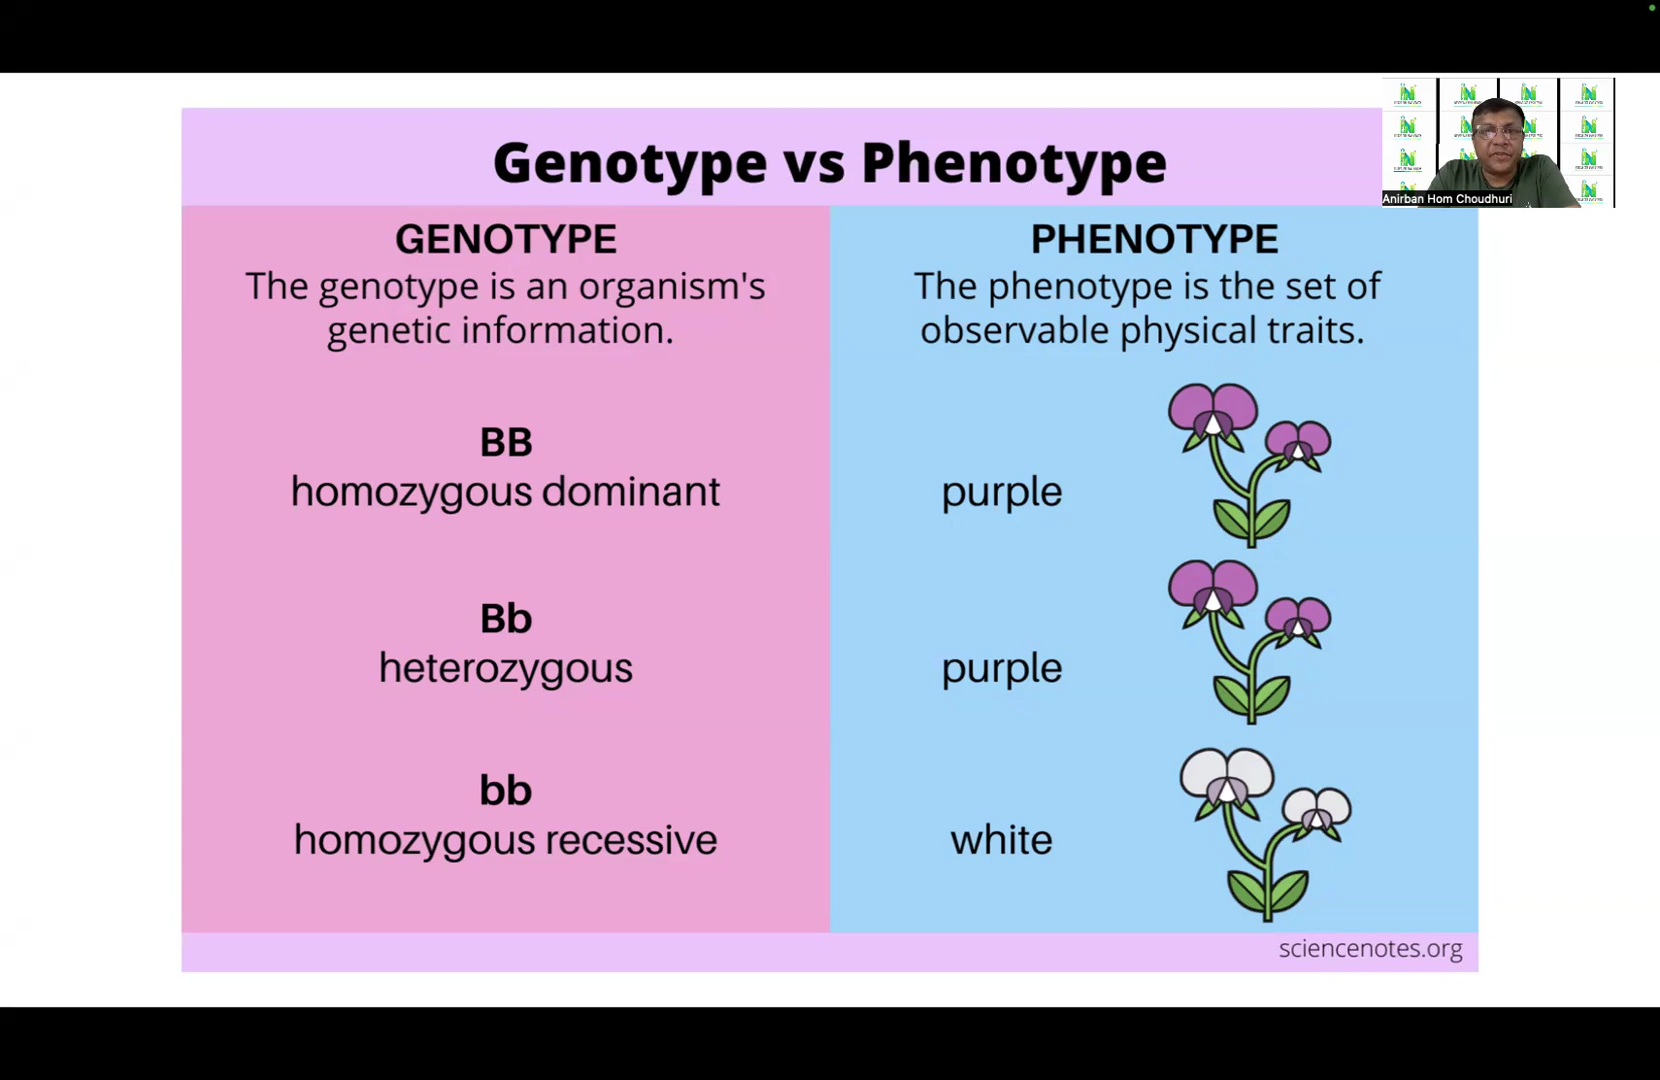 Genotype vs Phenotype
Anirban Hom Choudhuri
GENOTYPE
The genotype is an organism's
genetic information.
BB
homozygous dominant
Bb
heterozygous
bb
homozygous recessive
PHENOTYPE
The phenotype is the set of
observable physical traits.
purple
purple
white
sciencenotes.org